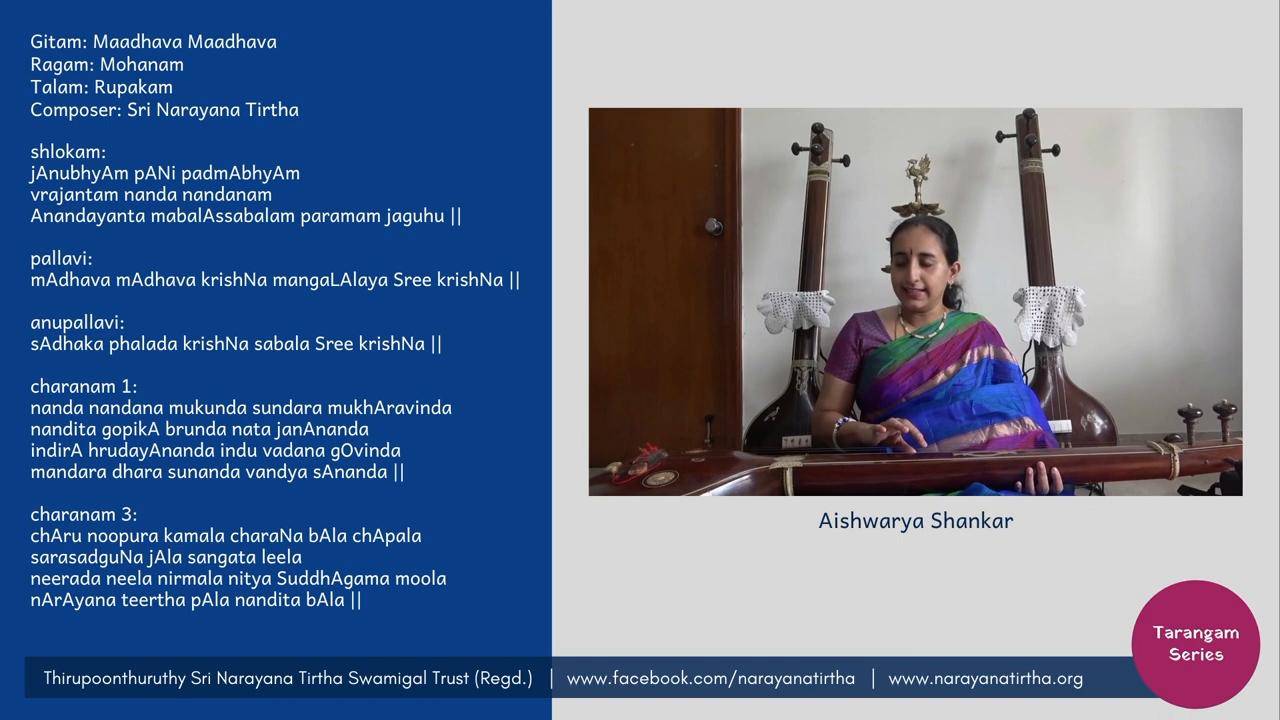 Gitam: Maadhava Maadhava
Ragam: Mohanam
Talam: Rupakam
Composer: Sri Narayana Tirtha
shlokam:
jAnubhyAm pANi padmAbhyAm
vrajantam nanda nandanam
Anandayanta mabalAssabalam paramam jaguhu ||
pallavi:
mAdhava mAdhava krishNa mangaLAlaya Sree krishNa ||
anupallavi:
sAdhaka phalada krishNa sabala Sree krishNa ||
charanam 1:
nanda nandana mukunda sundara mukhAravinda
nandita gopikA brunda nata janAnanda
indirA hrudayAnanda indu vadana gOvinda
mandara dhara sunanda vandya sAnanda ||
charanam 3:
chAru noopura kamala charaNa bAla chApala
sarasadguNa jAla sangata leela
neerada neela nirmala nitya SuddhAgama moola
nArAyana teertha pAla nandita bAla ||
Aishwarya Shankar
Tarangam
Series
Thirupoonthuruthy Sri Narayana Tirtha Swamigal Trust (Regd.) | www.facebook.com/narayanatirtha | www.narayanatirtha.org